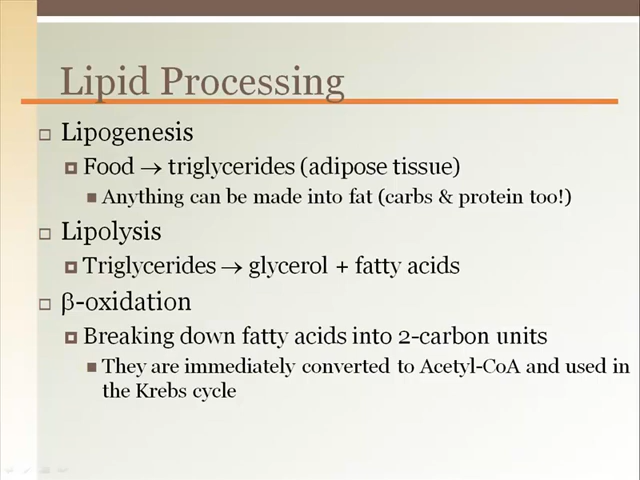 Lipid Processing
Lipogenesis
Food → triglycerides (adipose tissue)
Anything can be made into fat (carbs & protein too!)
Lipolysis
Triglycerides → glycerol + fatty acids
β-oxidation
Breaking down fatty acids into 2-carbon units
They are immediately converted to Acetyl-CoA and used in
the Krebs cycle